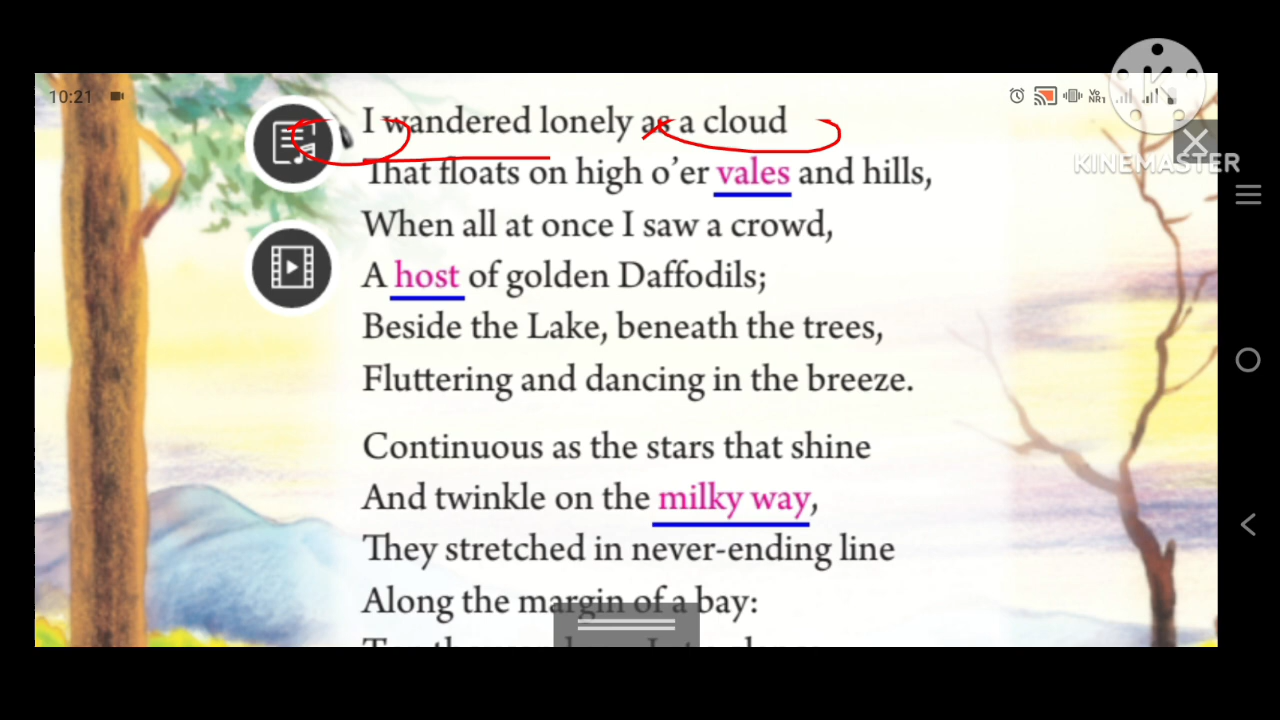 10:21
VoNR1
KINEMASTER
I wandered lonely as a cloud
That floats on high o’er vales and hills,
When all at once I saw a crowd,
A host of golden Daffodils;
Beside the Lake, beneath the trees,
Fluttering and dancing in the breeze.
Continuous as the stars that shine
And twinkle on the milky way,
They stretched in never-ending line
Along the margin of a bay: